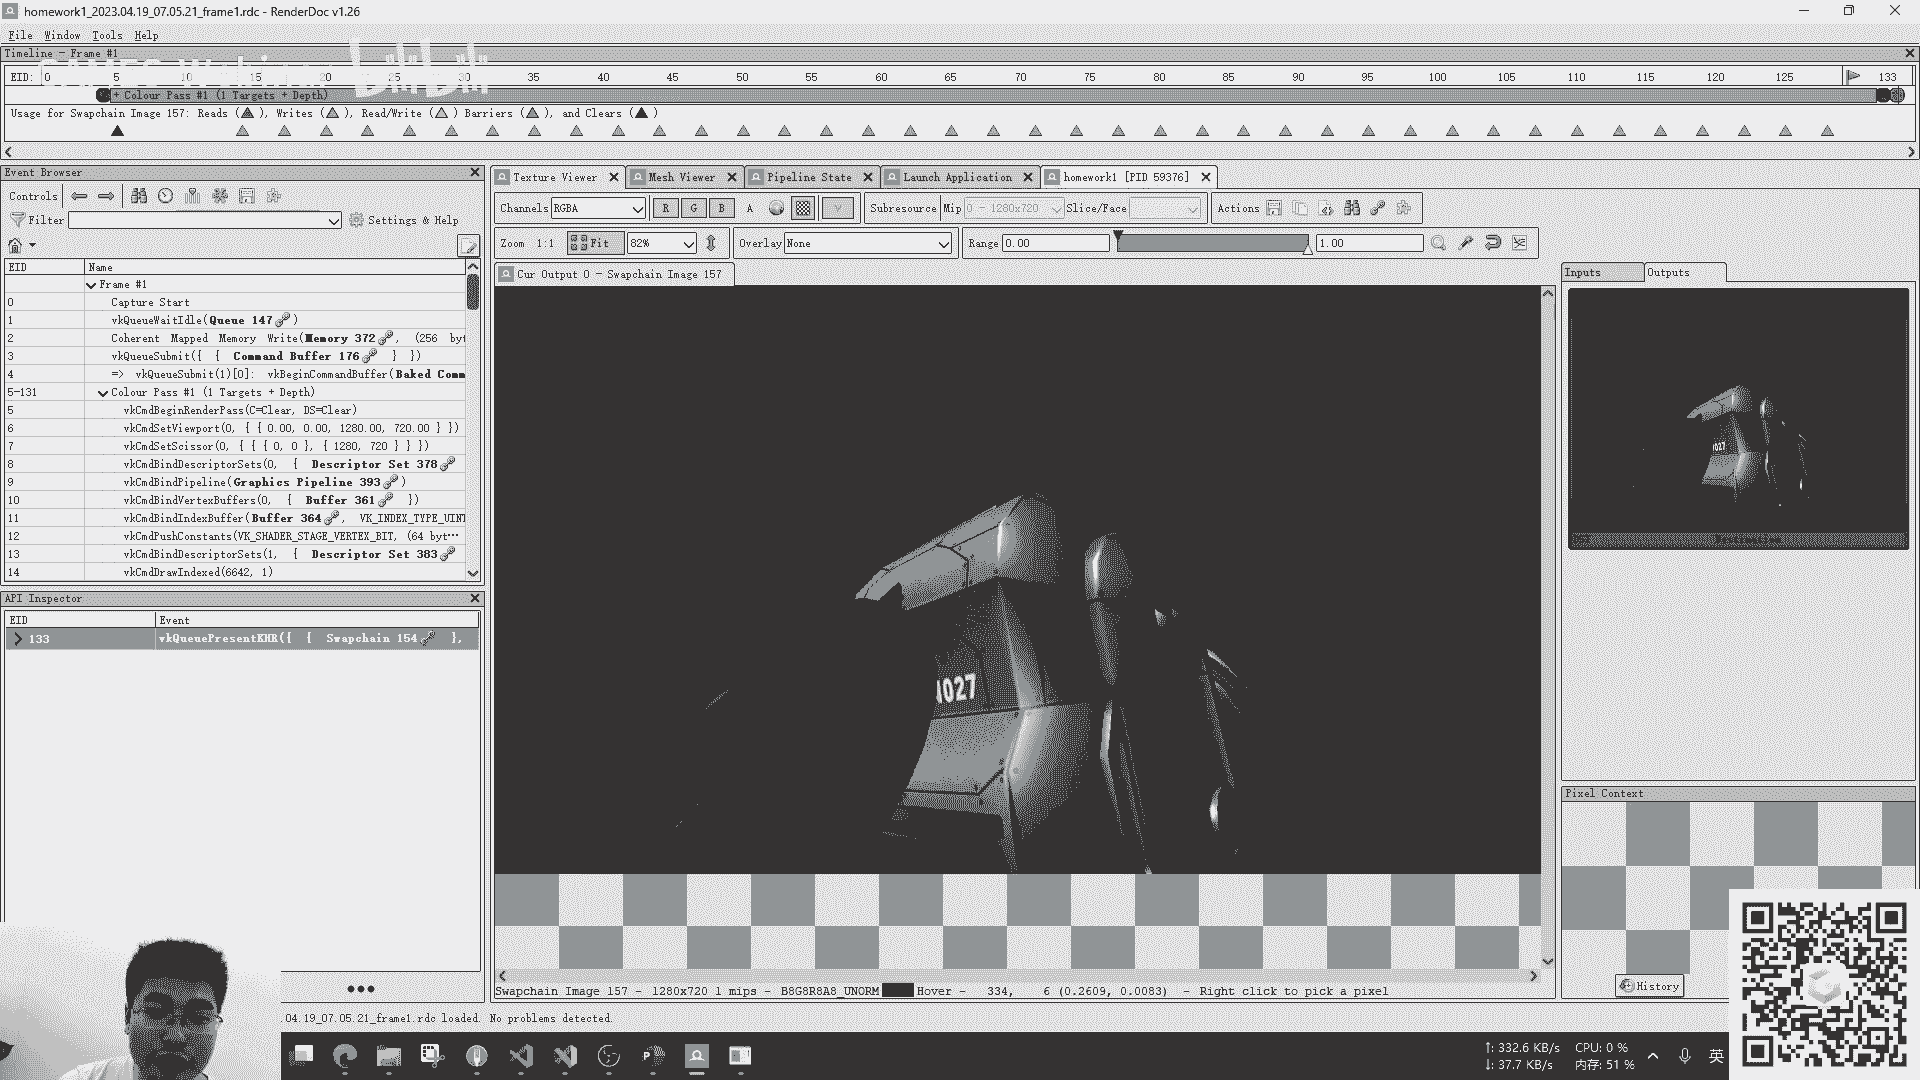 homework1_2023.04.19_07.05.21_frame1.rdc - RenderDoc v1.26
File Window Tools Help
Timeline - Frame #1
EID: 0 5 10 15 20 25 30 35 40 45 50 55 60 65 70 75 80 85 90 95 100 105 110 115 120 125 133
+ Colour Pass #1 (1 Targets + Depth)
Usage for Swapchain Image 157: Reads ( ), Writes ( ), Read/Write ( ) Barriers ( ), and Clears ( )
Event Browser
Controls
Filter Settings & Help
EID Name
Frame #1
0 Capture Start
1 vkQueueWaitIdle(Queue 147 )
2 Coherent Mapped Memory Write(Memory 372 , (256 byt
3 vkQueueSubmit({ { Command Buffer 176 } })
4 => vkQueueSubmit(1)[0]: vkBeginCommandBuffer(Baked Comm
5-131 Colour Pass #1 (1 Targets + Depth)
5 vkCmdBeginRenderPass(C=Clear, DS=Clear)
6 vkCmdSetViewport(0, { { 0.00, 0.00, 1280.00, 720.00 } })
7 vkCmdSetScissor(0, { { { 0, 0 }, { 1280, 720 } } })
8 vkCmdBindDescriptorSets(0, { Descriptor Set 378
9 vkCmdBindPipeline(Graphics Pipeline 393 )
10 vkCmdBindVertexBuffers(0, { Buffer 361 })
11 vkCmdBindIndexBuffer(Buffer 364 , VK_INDEX_TYPE_UINT
12 vkCmdPushConstants(VK_SHADER_STAGE_VERTEX_BIT, (64 byt…
13 vkCmdBindDescriptorSets(1, { Descriptor Set 383
14 vkCmdDrawIndexed(6642, 1)
API Inspector
EID Event
133 vkQueuePresentKHR({ { Swapchain 154 },
Texture Viewer Mesh Viewer Pipeline State Launch Application homework1 [PID 59376]
Channels RGBA R G B A Subresource Mip 0 - 1280x720 Slice/Face Actions
Zoom 1:1 Fit 82% Overlay None Range 0.00 1.00
Cur Output 0 - Swapchain Image 157
1027
Swapchain Image 157 - 1280x720 1 mips - B8G8R8A8_UNORM Hover - 334, 6 (0.2609, 0.0083) - Right click to pick a pixel
Inputs Outputs
1027
Pixel Context
History
.04.19_07.05.21_frame1.rdc loaded. No problems detected.
↑: 332.6 KB/s CPU: 0 %
↓: 37.7 KB/s 内存: 51 %
英